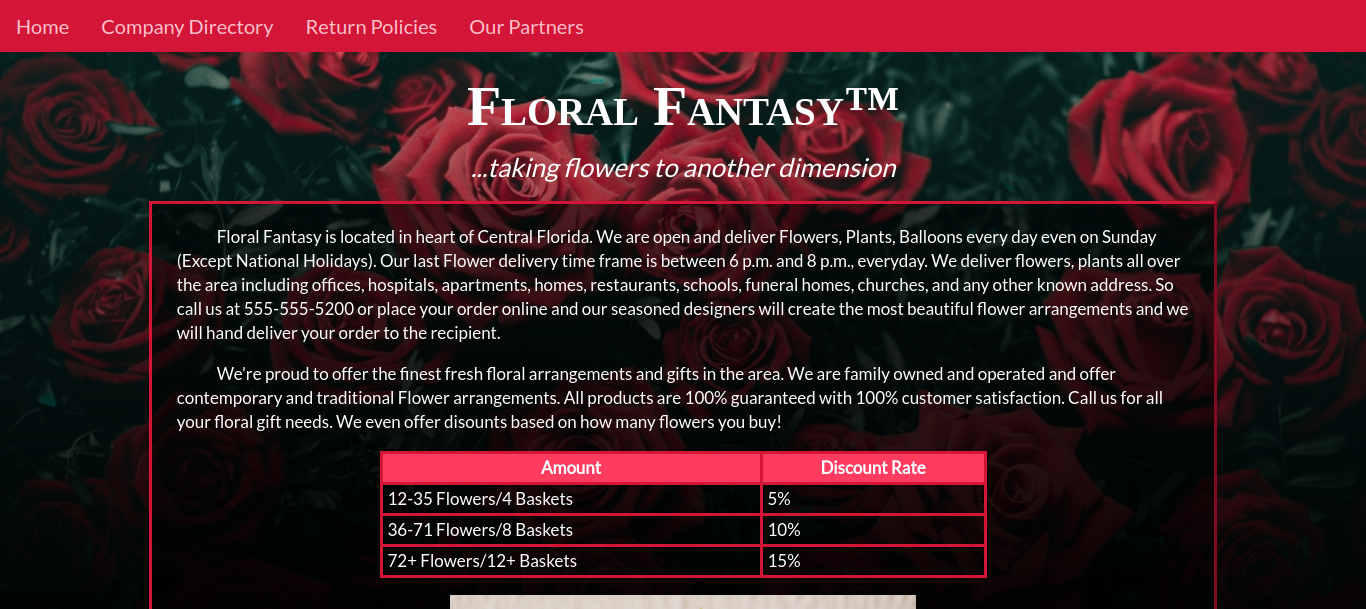 Home Company Directory Return Policies Our Partners
Floral Fantasy™
...taking flowers to another dimension
Floral Fantasy is located in heart of Central Florida. We are open and deliver Flowers, Plants, Balloons every day even on Sunday
(Except National Holidays). Our last Flower delivery time frame is between 6 p.m. and 8 p.m., everyday. We deliver flowers, plants all over
the area including offices, hospitals, apartments, homes, restaurants, schools, funeral homes, churches, and any other known address. So
call us at 555-555-5200 or place your order online and our seasoned designers will create the most beautiful flower arrangements and we
will hand deliver your order to the recipient.
We're proud to offer the finest fresh floral arrangements and gifts in the area. We are family owned and operated and offer
contemporary and traditional Flower arrangements. All products are 100% guaranteed with 100% customer satisfaction. Call us for all
your floral gift needs. We even offer disounts based on how many flowers you buy!
Amount Discount Rate
12-35 Flowers/4 Baskets 5%
36-71 Flowers/8 Baskets 10%
72+ Flowers/12+ Baskets 15%